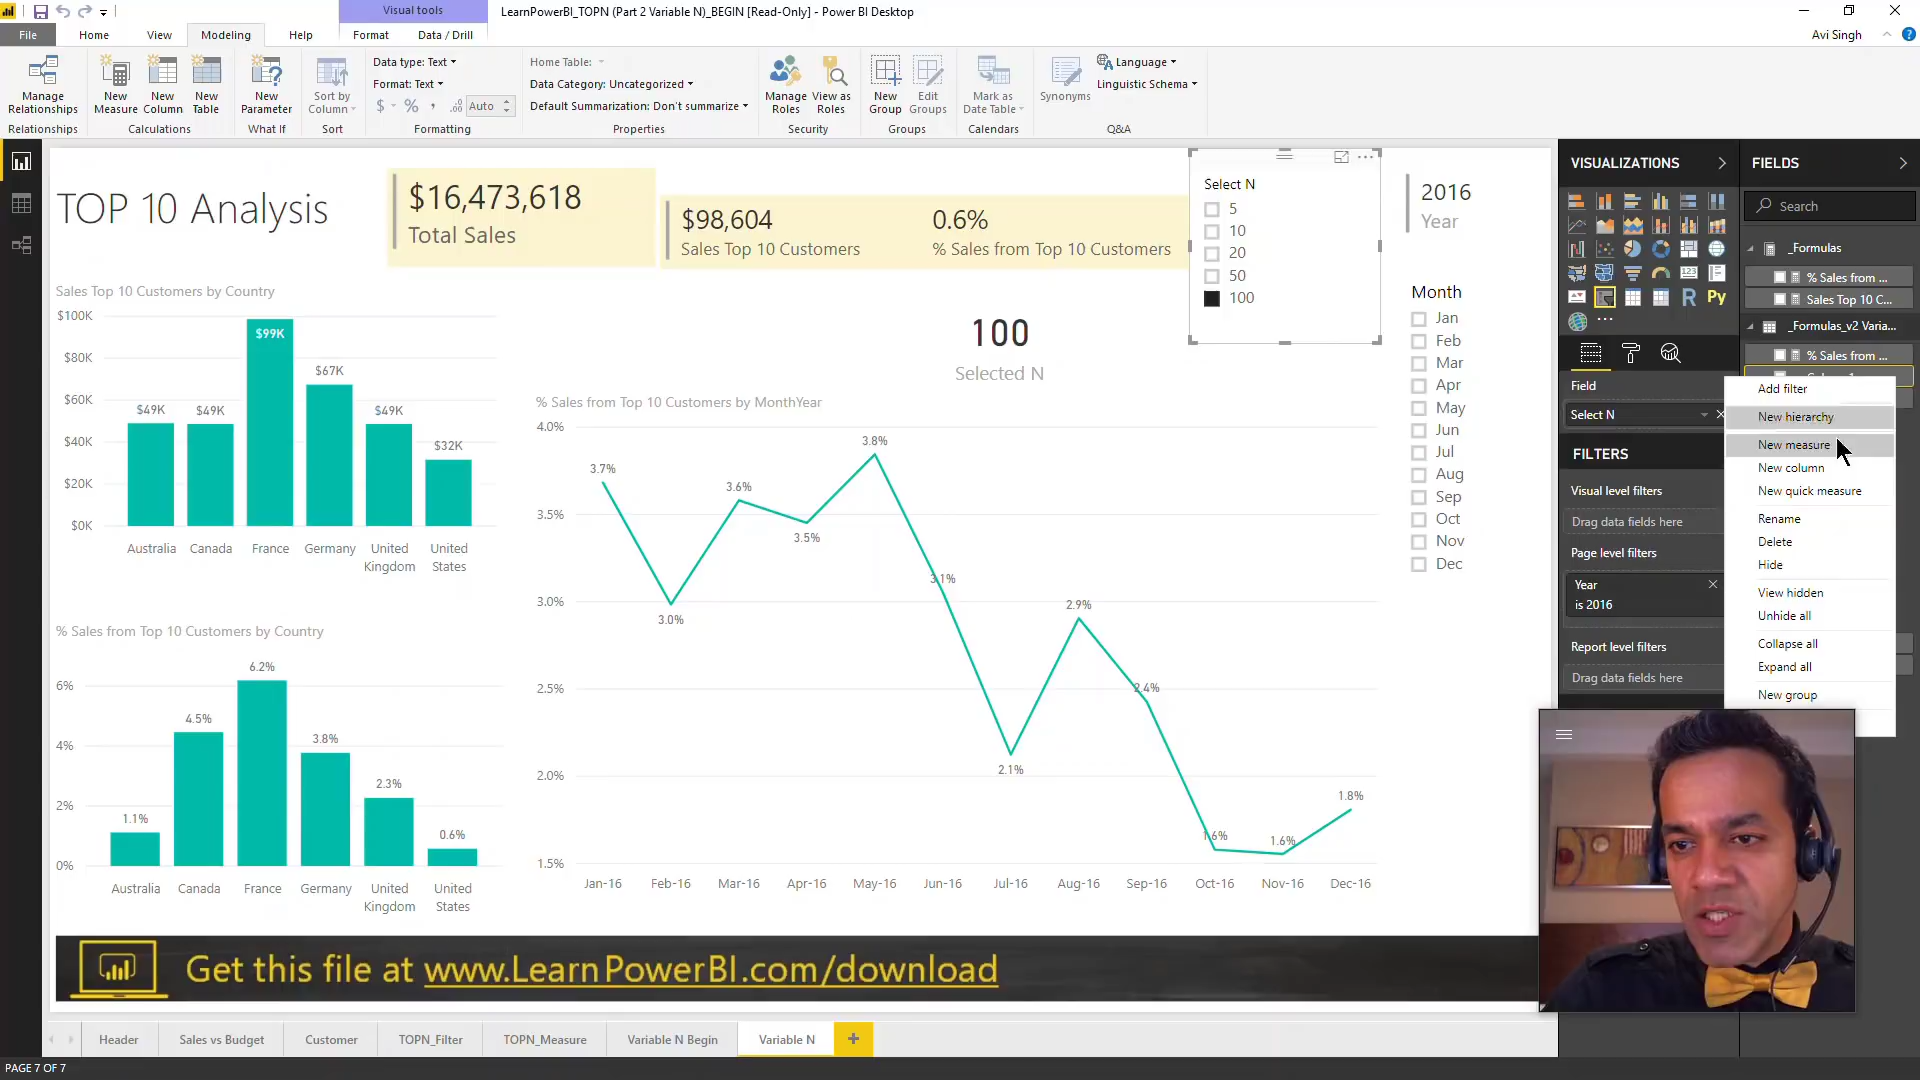 LearnPowerBI_TOPN (Part 2 Variable N)_BEGIN [Read-Only] - Power BI Desktop
Visual tools
File
Home
View
Modeling
Help
Format
Data / Drill
Avi Singh
Manage Relationships
New Measure
New Column
New Table
New Parameter
Sort by Column
Data type: Text
Format: Text
$ % , Auto
Home Table:
Data Category: Uncategorized
Default Summarization: Don't summarize
Manage Roles
View as Roles
New Group
Edit Groups
Mark as Date Table
Synonyms
Language
Linguistic Schema
Relationships
Calculations
What If
Sort
Formatting
Properties
Security
Groups
Calendars
Q&A
TOP 10 Analysis
$16,473,618
Total Sales
$98,604
Sales Top 10 Customers
0.6%
% Sales from Top 10 Customers
Select N
5
10
20
50
100
2016
Year
Month
Jan
Feb
Mar
Apr
May
Jun
Jul
Aug
Sep
Oct
Nov
Dec
100
Selected N
Sales Top 10 Customers by Country
$100K
$80K
$60K
$40K
$20K
$0K
$49K
$49K
$99K
$67K
$49K
$32K
Australia
Canada
France
Germany
United Kingdom
United States
% Sales from Top 10 Customers by Country
6%
4%
2%
0%
1.1%
4.5%
6.2%
3.8%
2.3%
0.6%
Australia
Canada
France
Germany
United Kingdom
United States
% Sales from Top 10 Customers by MonthYear
4.0%
3.5%
3.0%
2.5%
2.0%
1.5%
3.7%
3.0%
3.6%
3.5%
3.8%
3.1%
2.1%
2.9%
2.4%
1.6%
1.6%
1.8%
Jan-16
Feb-16
Mar-16
Apr-16
May-16
Jun-16
Jul-16
Aug-16
Sep-16
Oct-16
Nov-16
Dec-16
VISUALIZATIONS
R
Py
Field
Select N
FILTERS
Visual level filters
Drag data fields here
Page level filters
Year
is 2016
Report level filters
Drag data fields here
FIELDS
Search
_Formulas
% Sales from ...
Sales Top 10 C...
_Formulas_v2 Varia...
% Sales from ...
Add filter
New hierarchy
New measure
New column
New quick measure
Rename
Delete
Hide
View hidden
Unhide all
Collapse all
Expand all
New group
Get this file at www.LearnPowerBI.com/download
Header
Sales vs Budget
Customer
TOPN_Filter
TOPN_Measure
Variable N Begin
Variable N
PAGE 7 OF 7